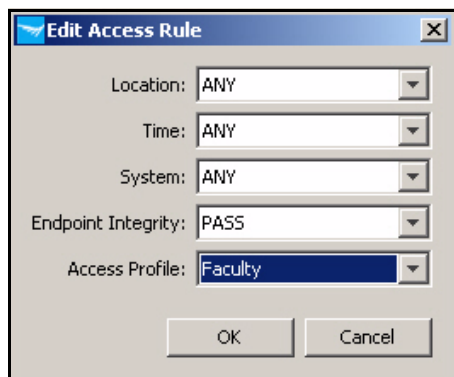 Edit Access Rule
Location: ANY
Time: ANY
System: ANY
Endpoint Integrity: PASS
Access Profile: Faculty
OK Cancel